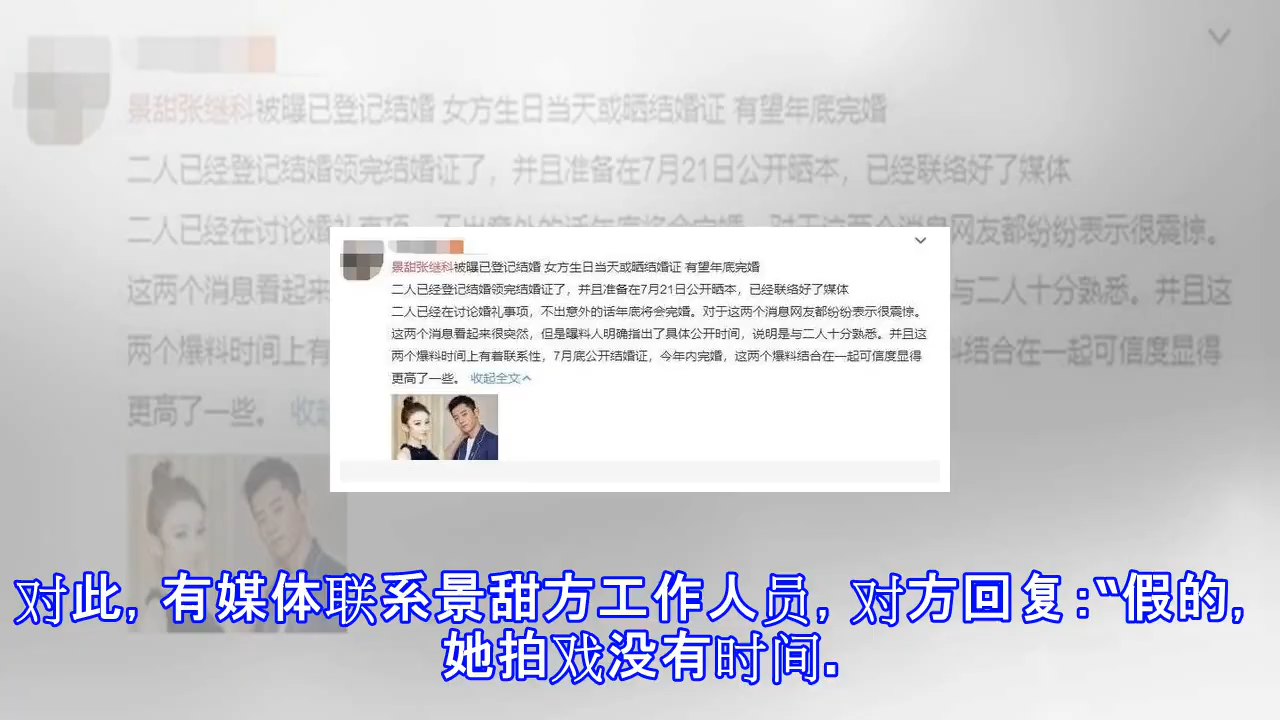 景甜张继科被曝已登记结婚 女方生日当天或晒结婚证 有望年底完婚
二人已经登记结婚领完结婚证了，并且准备在7月21日公开晒本，已经联络好了媒体
二人已经在讨论婚礼事项，不出意外的话年底将会完婚。对于这两个消息网友都纷纷表示很震惊。
这两个消息看起来很突然，但是曝料人明确指出了具体公开时间，说明是与二人十分熟悉。并且这
两个爆料时间上有着联系性，7月底公开结婚证，今年内完婚，这两个爆料结合在一起可信度显得
更高了一些。 收起全文
对此, 有媒体联系景甜方工作人员, 对方回复:“假的,
她拍戏没有时间.